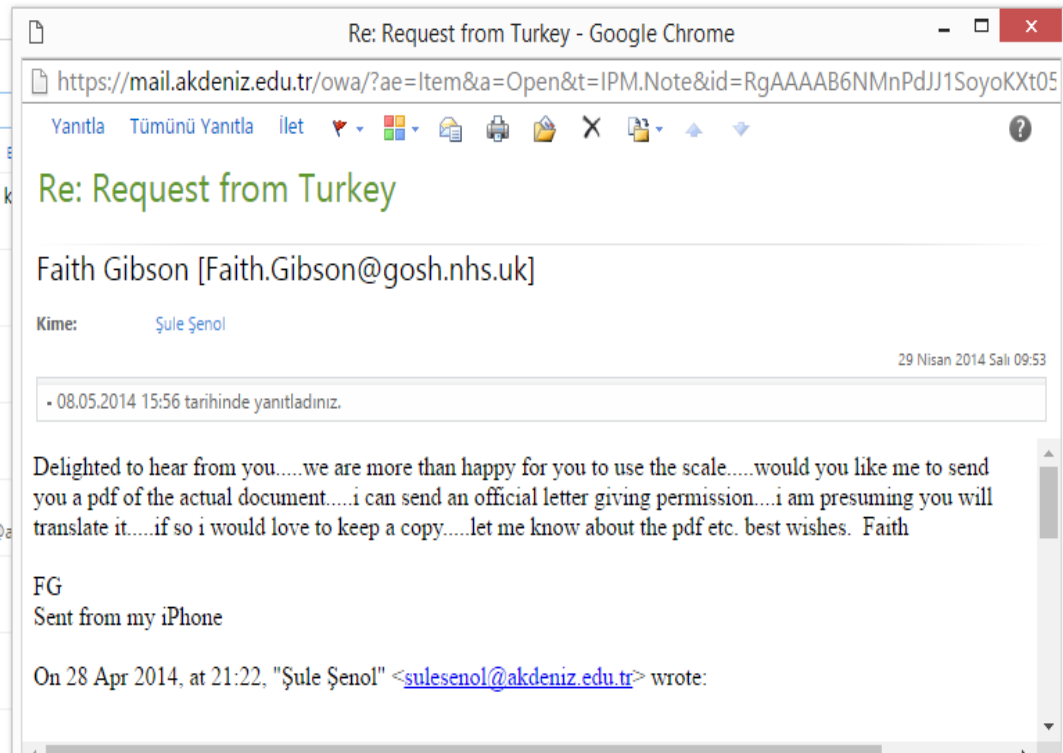 Re: Request from Turkey - Google Chrome
https://mail.akdeniz.edu.tr/owa/?ae=Item&a=Open&t=IPM.Note&id=RgAAAAB6NMnPdJJ1SoyoKXt05
Yanıtla Tümünü Yanıtla İlet
Re: Request from Turkey
Faith Gibson [Faith.Gibson@gosh.nhs.uk]
Kime: Şule Şenol
29 Nisan 2014 Salı 09:53
▪ 08.05.2014 15:56 tarihinde yanıtladınız.
Delighted to hear from you.....we are more than happy for you to use the scale.....would you like me to send
you a pdf of the actual document.....i can send an official letter giving permission....i am presuming you will
translate it.....if so i would love to keep a copy.....let me know about the pdf etc. best wishes.  Faith
FG
Sent from my iPhone
On 28 Apr 2014, at 21:22, "Şule Şenol" <sulesenol@akdeniz.edu.tr> wrote: